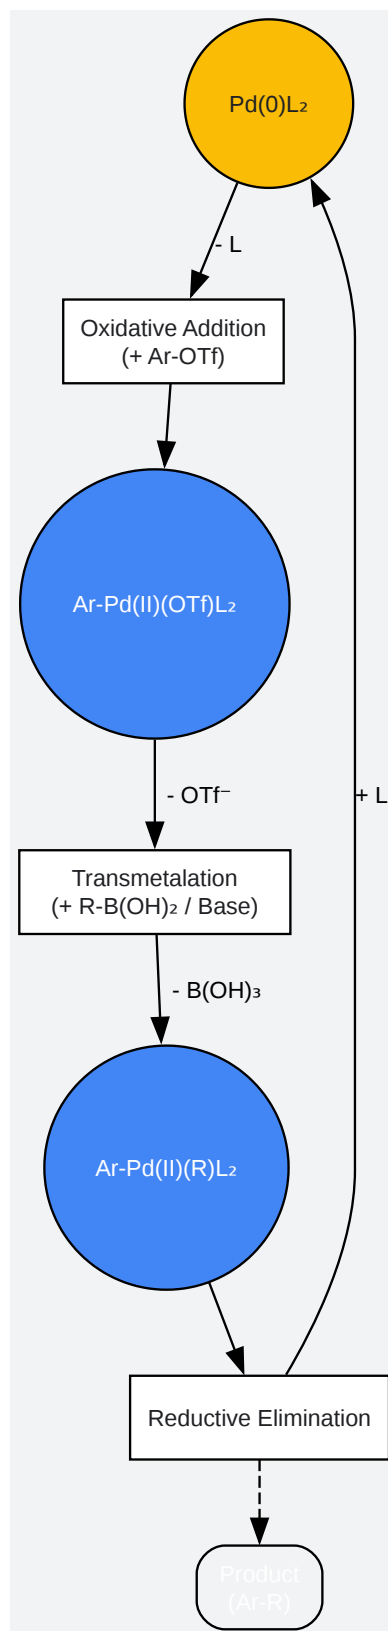 Pd(0)L₂
- L
Oxidative Addition
(+ Ar-OTf)
Ar-Pd(II)(OTf)L₂
- OTf⁻
+ L
Transmetalation
(+ R-B(OH)₂ / Base)
- B(OH)₃
Ar-Pd(II)(R)L₂
Reductive Elimination
Product
(Ar-R)